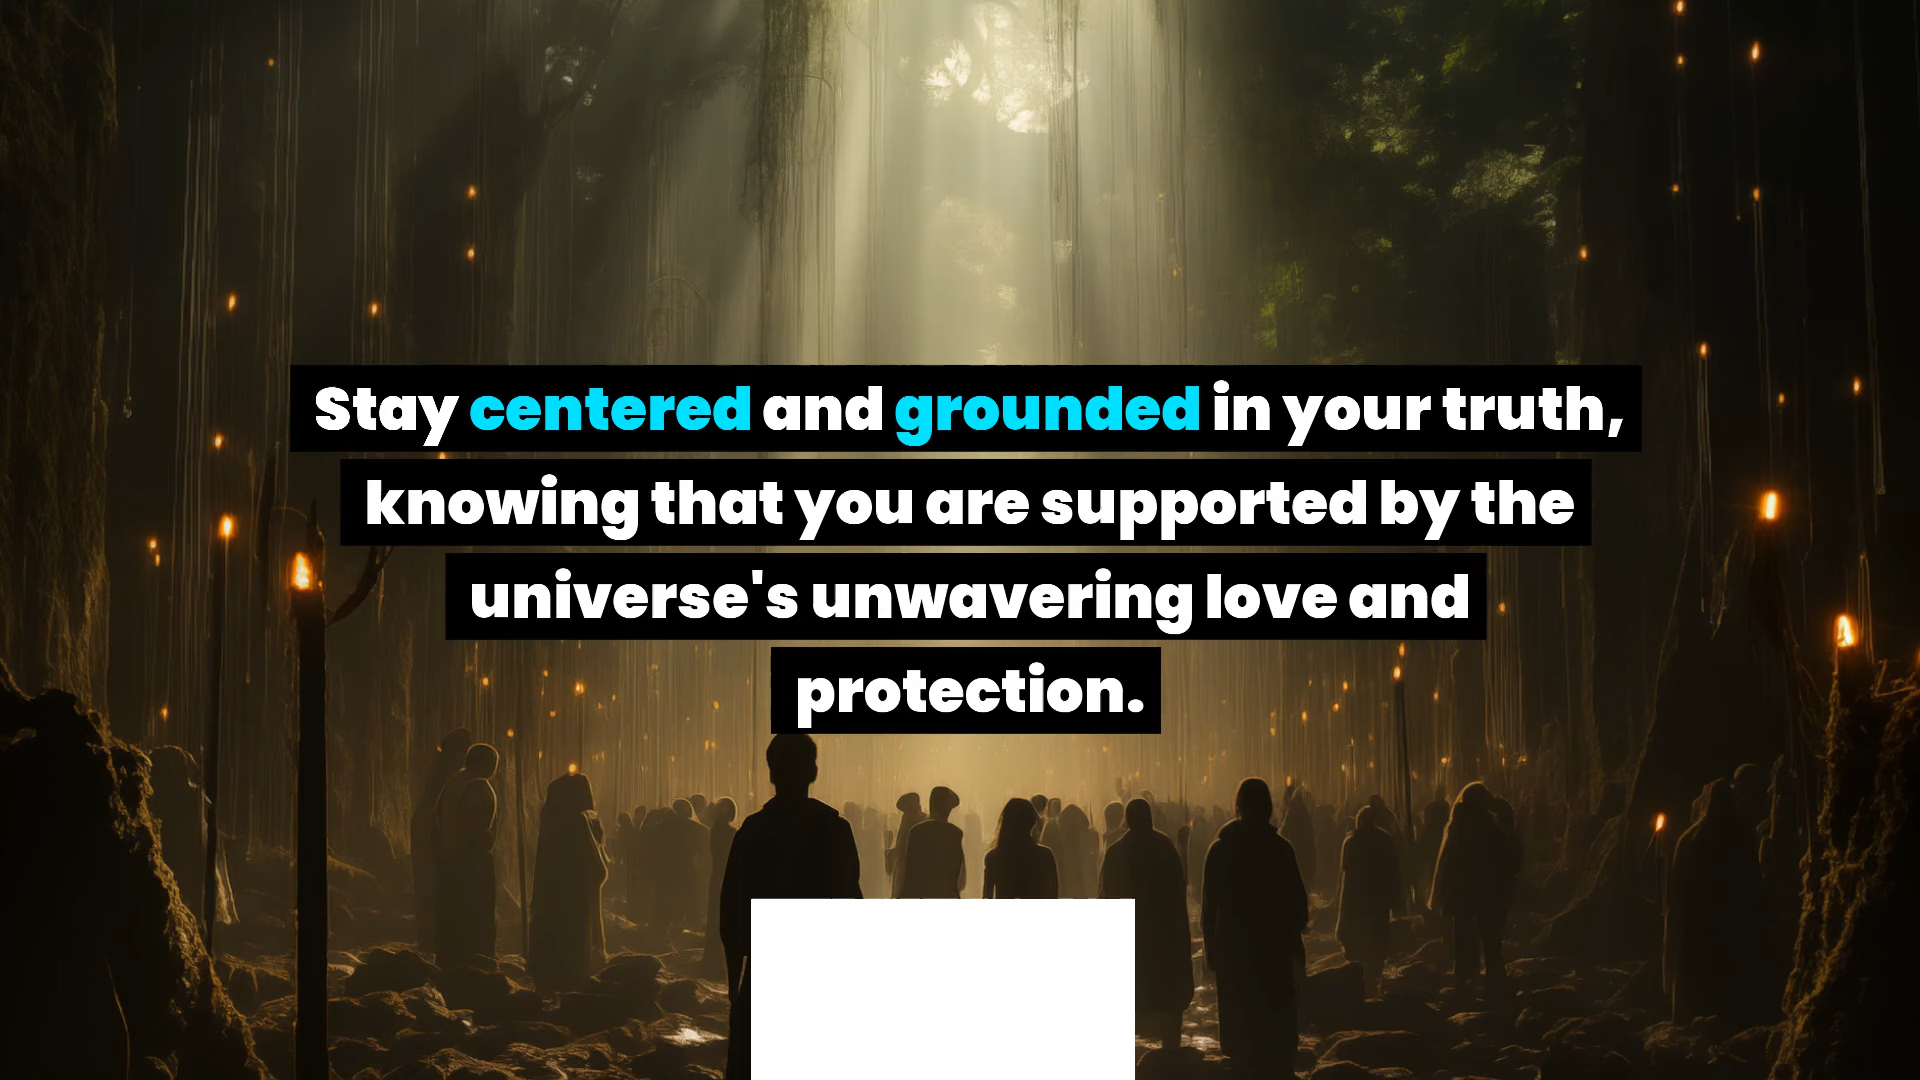 Stay centered and grounded in your truth,
knowing that you are supported by the
universe's unwavering love and
protection.